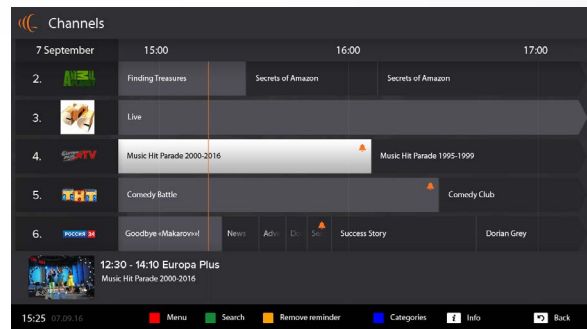 Channels
7 September 15:00 16:00 17:00
2. Finding Treasures Secrets of Amazon Secrets of Amazon
3. Live
4. Music Hit Parade 2000-2016 Music Hit Parade 1995-1999
5. ТНТ Comedy Battle Comedy Club
6. РОССИЯ 24 Goodbye «Makarov»! News Adve Do Se Success Story Dorian Grey
12:30 - 14:10 Europa Plus
Music Hit Parade 2000-2016
15:25 07.09.16 Menu Search Remove reminder Categories i Info Back